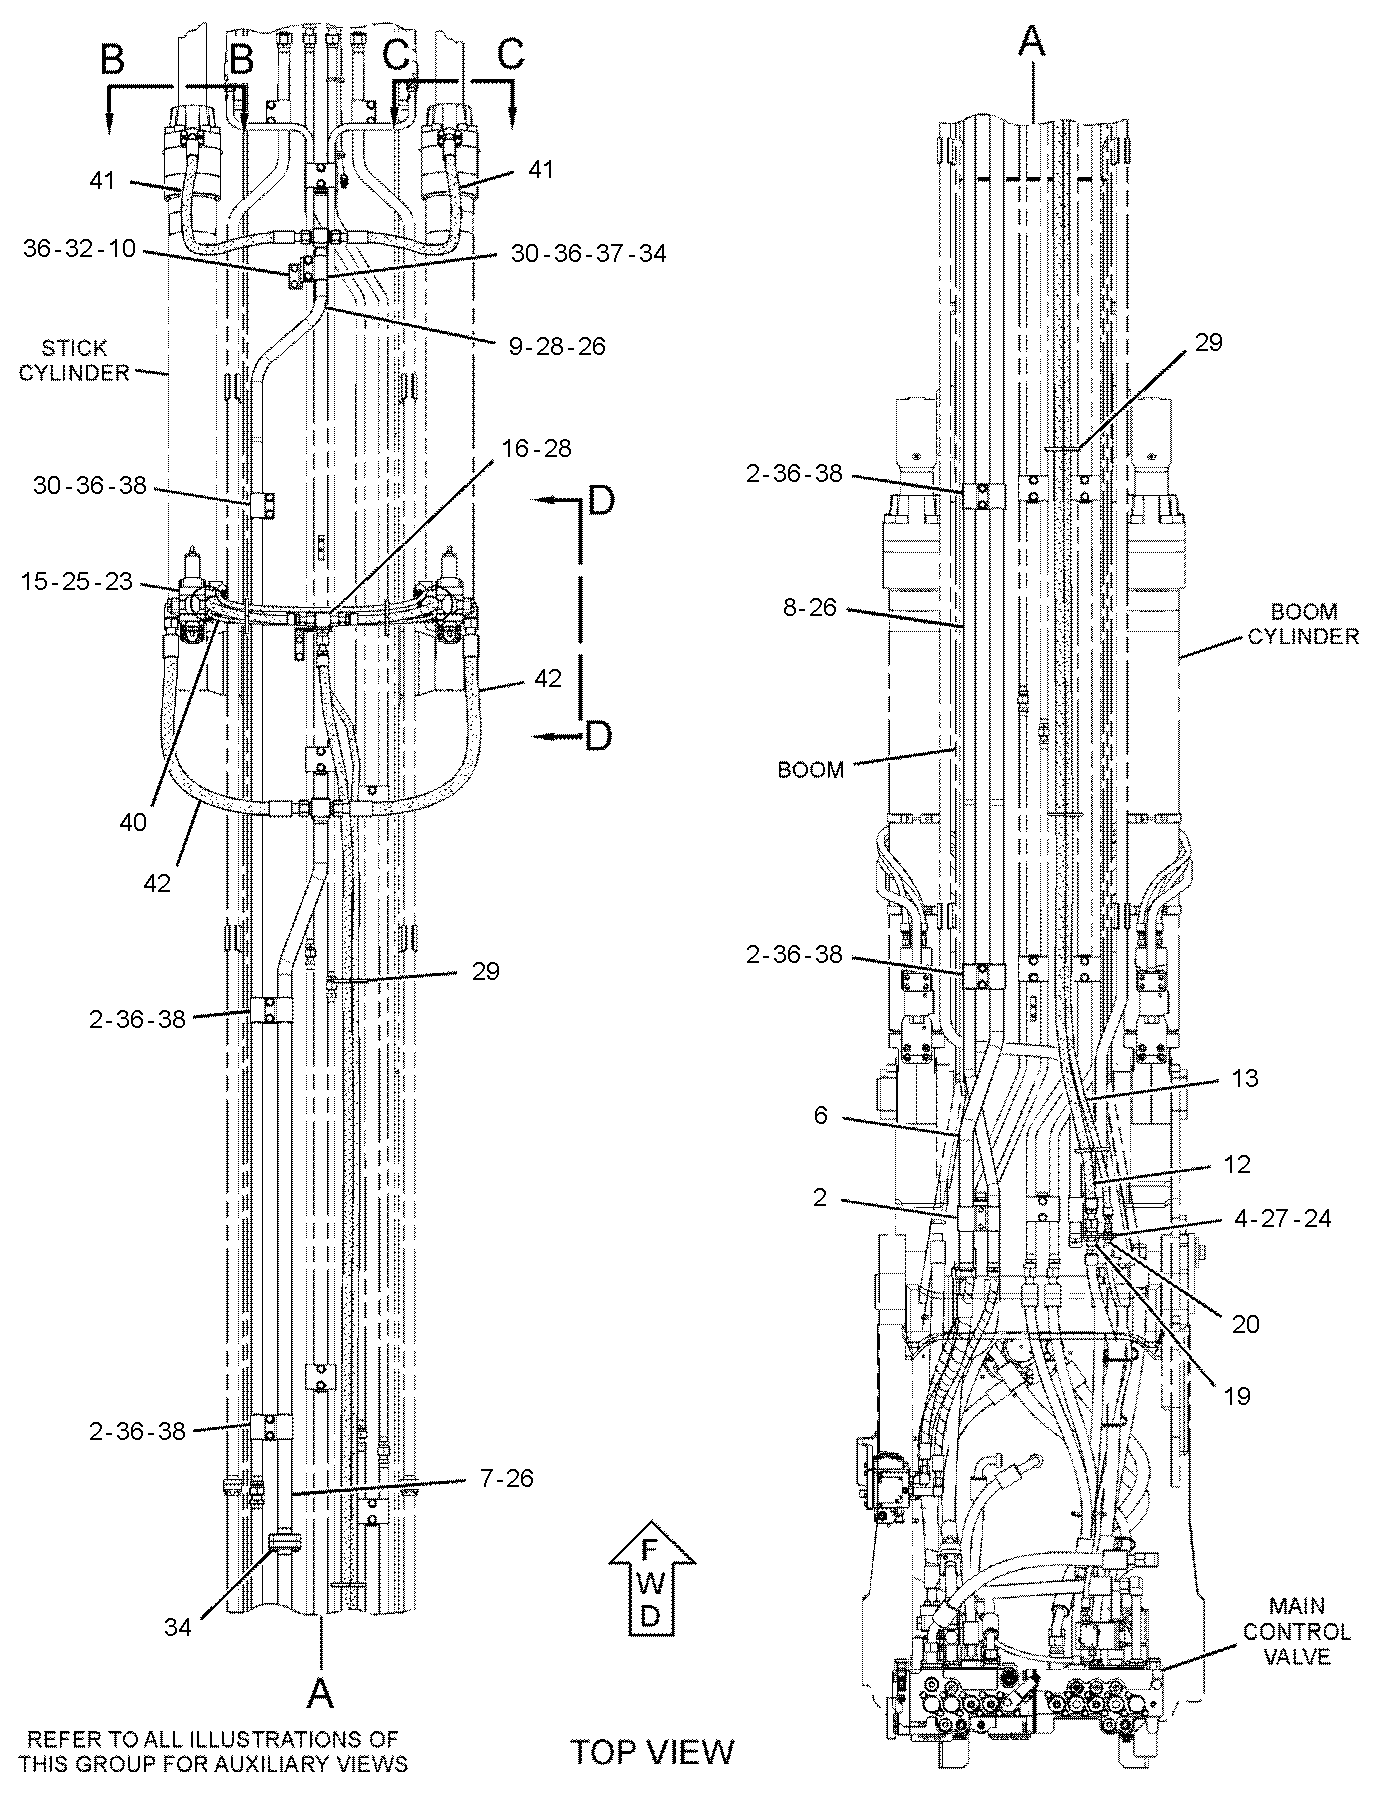 B
B
C
C
41
41
36-32-10
30-36-37-34
STICK
CYLINDER
9-28-26
16-28
30-36-38
D
15-25-23
42
D
40
42
29
2-36-38
2-36-38
7-26
34
A
FWD
REFER TO ALL ILLUSTRATIONS OF
THIS GROUP FOR AUXILIARY VIEWS
TOP VIEW
A
29
2-36-38
8-26
BOOM
CYLINDER
BOOM
2-36-38
13
6
12
2
4-27-24
20
19
MAIN
CONTROL
VALVE